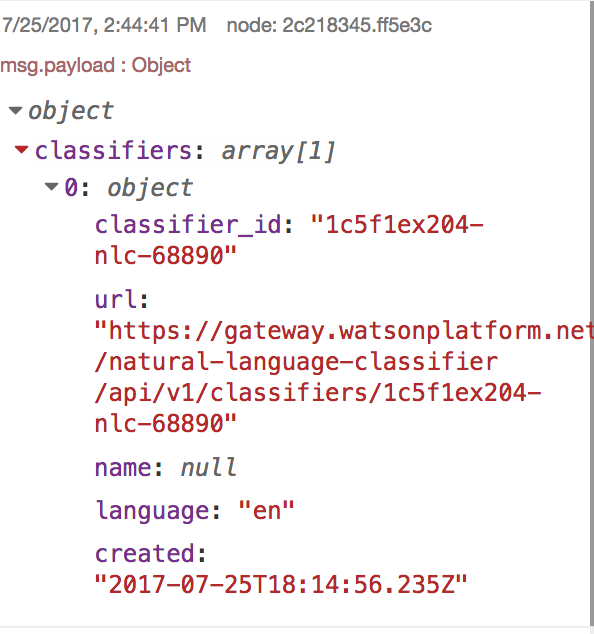 7/25/2017, 2:44:41 PM node: 2c218345.ff5e3c
msg.payload : Object
object
classifiers: array[1]
0: object
classifier_id: "1c5f1ex204-
nlc-68890"
url:
"https://gateway.watsonplatform.net
/natural-language-classifier
/api/v1/classifiers/1c5f1ex204-
nlc-68890"
name: null
language: "en"
created:
"2017-07-25T18:14:56.235Z"